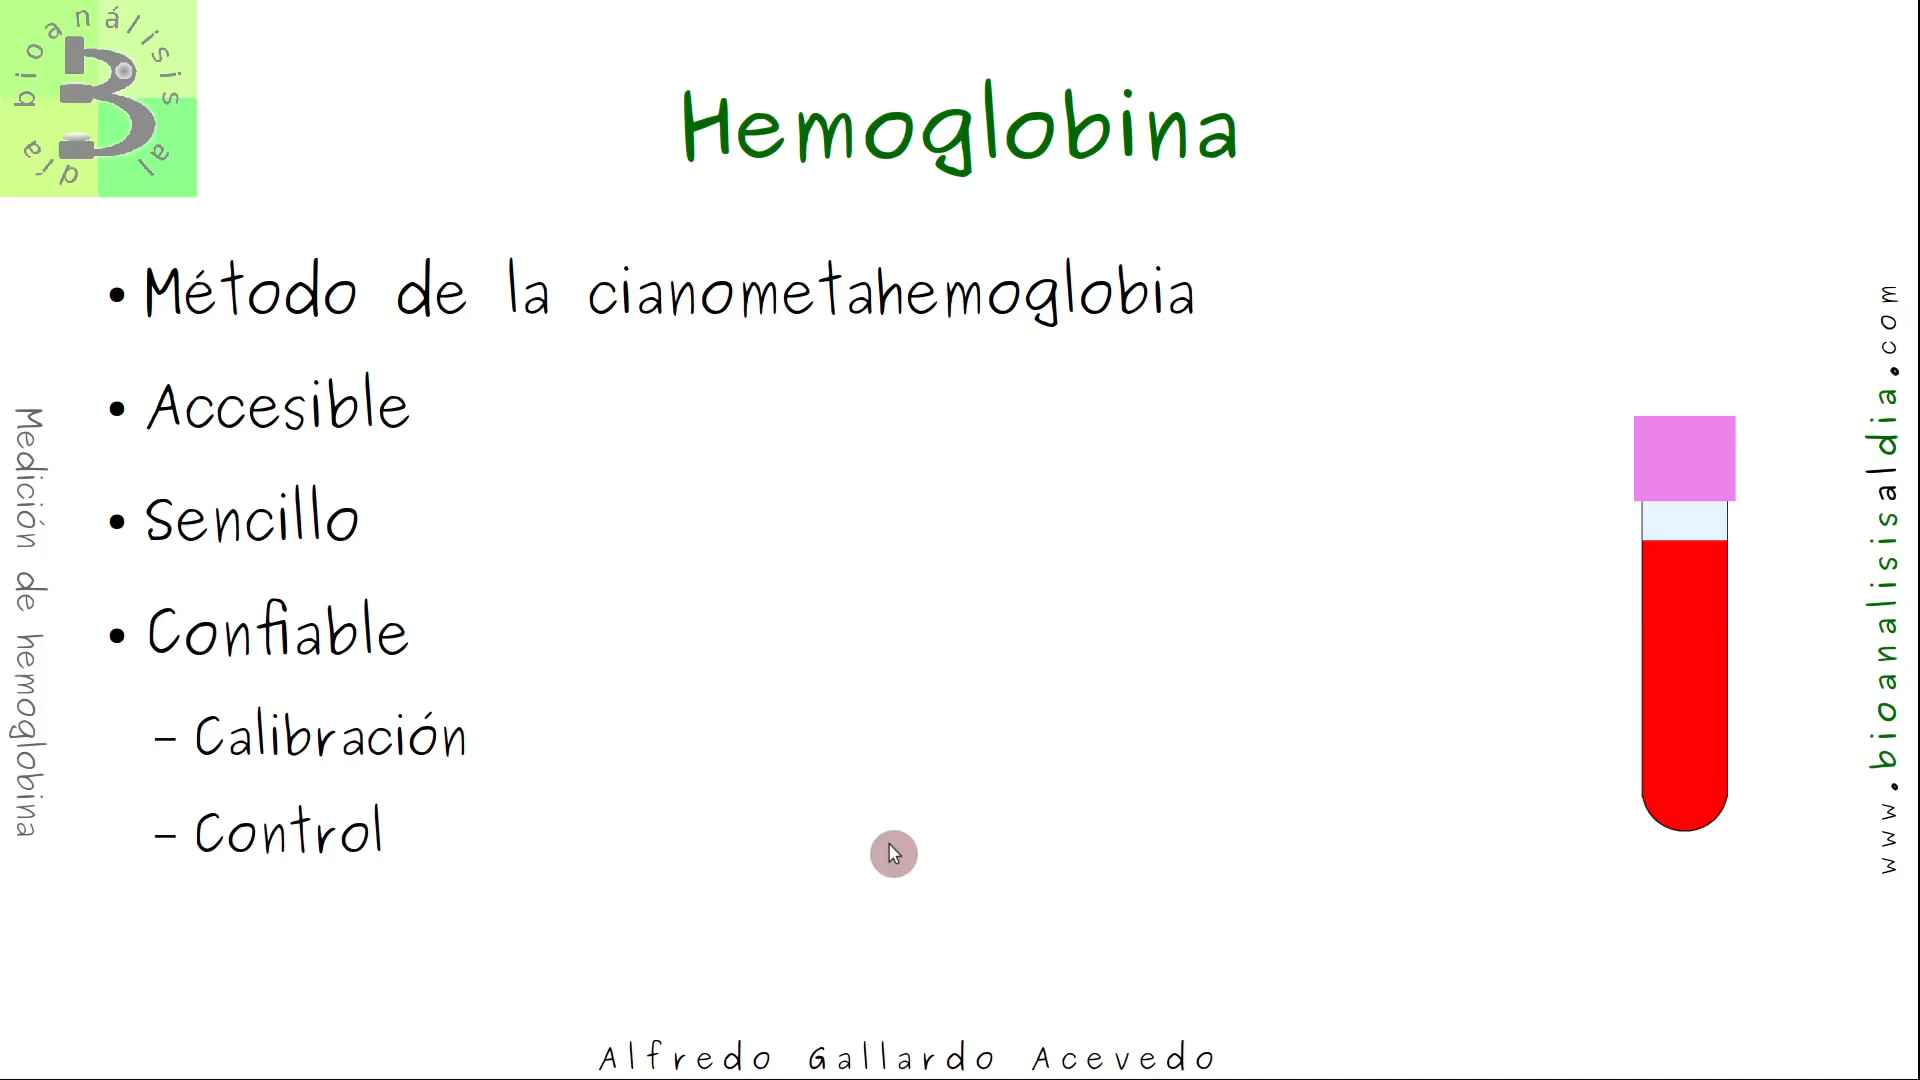 bioanálisis
al día
Hemoglobina
• Método de la cianometahemoglobia
• Accesible
• Sencillo
• Confiable
– Calibración
– Control
Medición de hemoglobina
www.bioanalisisaldia.com
Alfredo Gallardo Acevedo